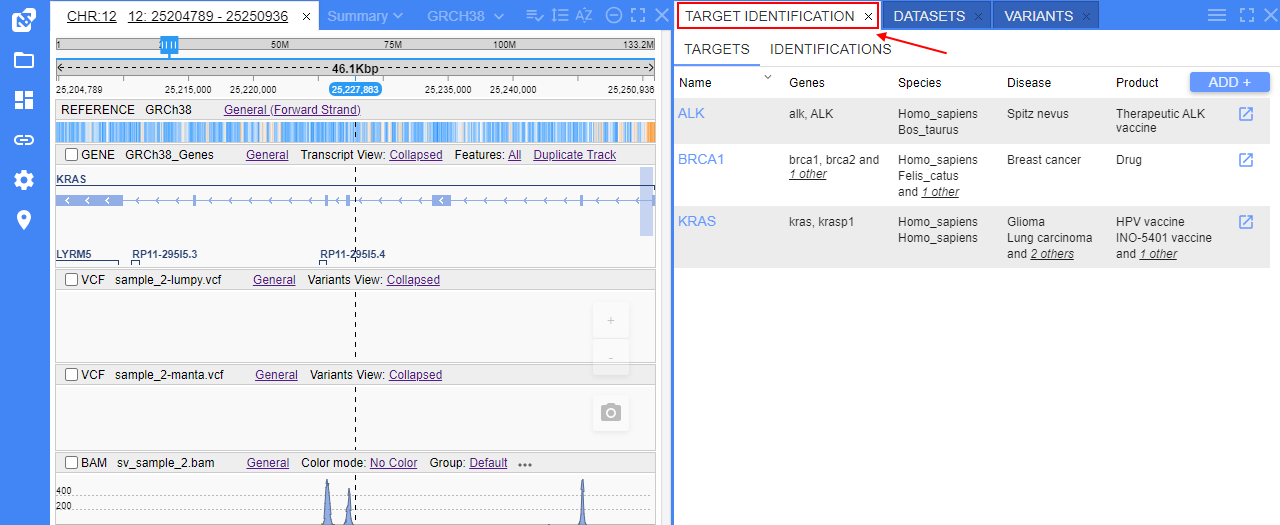 CHR:12 12: 25204789 - 25250936 × Summary GRCH38
1 50M 75M 100M 133.2M
46.1Kbp
25,204,789 25,215,000 25,220,000 25,227,863 25,235,000 25,240,000 25,250,936
REFERENCE GRCh38 General (Forward Strand)
GENE GRCh38_Genes General Transcript View: Collapsed Features: All Duplicate Track
KRAS
LYRM5 RP11-295I5.3 RP11-295I5.4
VCF sample_2-lumpy.vcf General Variants View: Collapsed
+
-
VCF sample_2-manta.vcf General Variants View: Collapsed
BAM sv_sample_2.bam General Color mode: No Color Group: Default •••
400
200
TARGET IDENTIFICATION × DATASETS × VARIANTS ×
TARGETS IDENTIFICATIONS
Name Genes Species Disease Product ADD +
ALK alk, ALK Homo_sapiens Spitz nevus Therapeutic ALK
Bos_taurus vaccine
BRCA1 brca1, brca2 and Homo_sapiens Breast cancer Drug
1 other Felis_catus
and 1 other
KRAS kras, krasp1 Homo_sapiens Glioma HPV vaccine
Homo_sapiens Lung carcinoma INO-5401 vaccine
and 2 others and 1 other